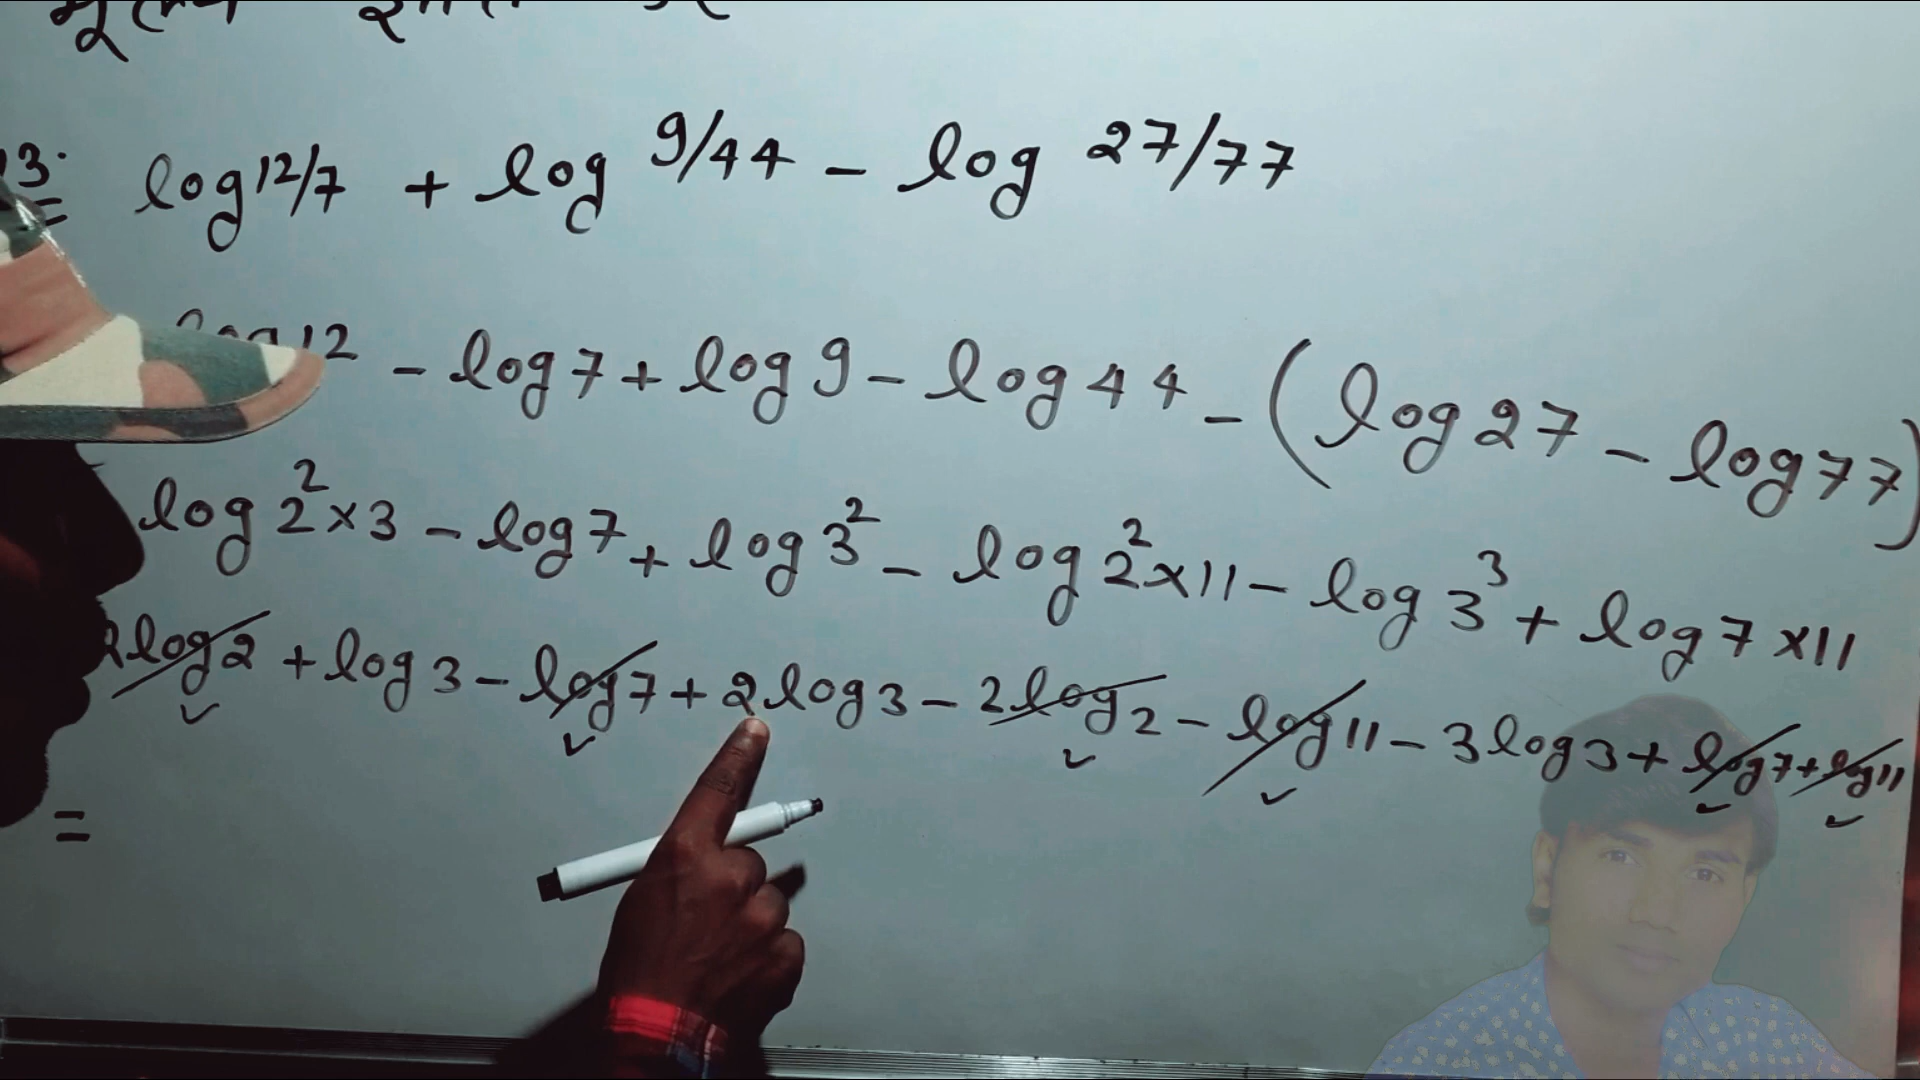 मूल्य
13. log 12/7 + log 9/44 - log 27/77
log 12 - log 7 + log 9 - log 44 - (log 27 - log 77)
log 2² × 3 - log 7 + log 3² - log 2² × 11 - log 3³ + log 7 × 11
2 log 2 + log 3 - log 7 + 2 log 3 - 2 log 2 - log 11 - 3 log 3 + log 7 + log 11
=